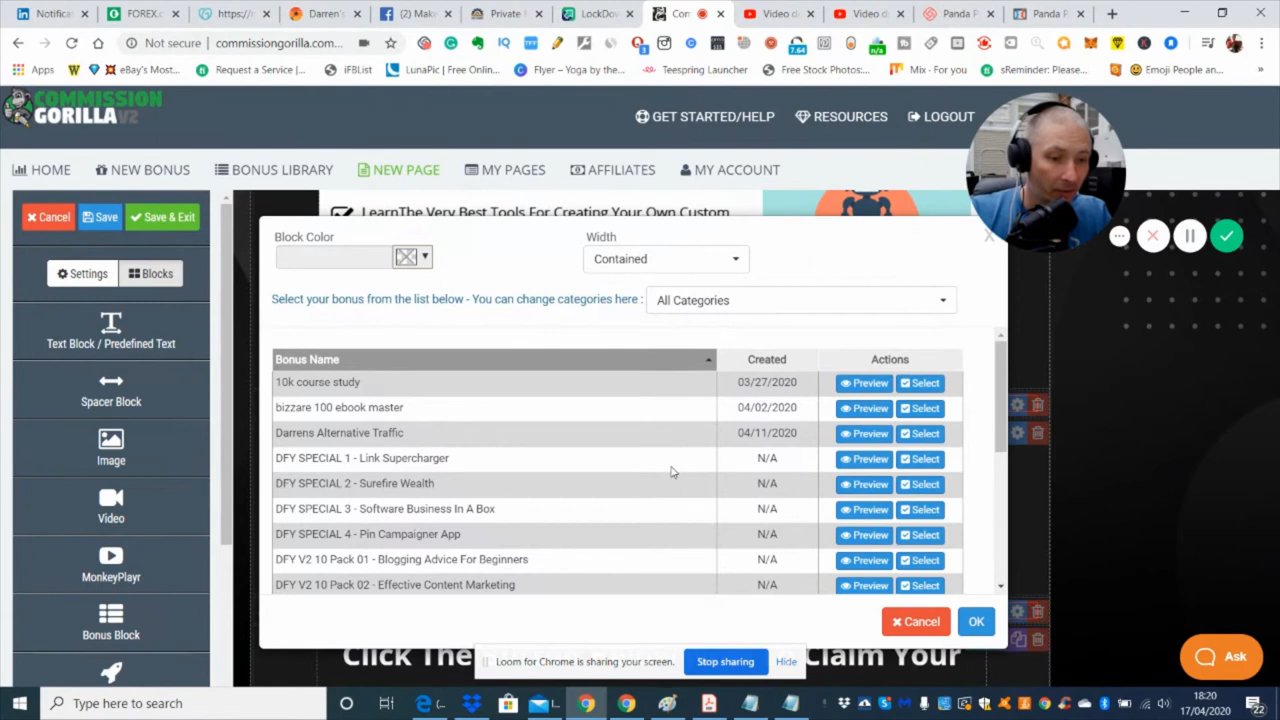 Notificat
FOREX.c
https://n
Darren's
(2) Make
Private
LockDov
Con
Video d
Video d
Panda P
Panda P
Not secure | commissiongorilla.com...
7.64
n/a
Apps
eBay's Most...
Request a Service |...
iFBList
LunaPic | Free Onlin...
Flyer – Yoga by the...
Teespring Launcher
Free Stock Photos:...
Mix - For you
sReminder: Please...
Emoji People an...
COMMISSION
GORILLAV2
GET STARTED/HELP
RESOURCES
LOGOUT
HOME
NEW BONUS
BONUS LIBRARY
NEW PAGE
MY PAGES
AFFILIATES
MY ACCOUNT
Cancel
Save
Save & Exit
LearnThe Very Best Tools For Creating Your Own Custom
Block Color
Width
Contained
Settings
Blocks
Select your bonus from the list below - You can change categories here :
All Categories
Text Block / Predefined Text
Spacer Block
Image
Video
MonkeyPlayr
Bonus Block
Bonus Name Created Actions
10k course study 03/27/2020 Preview Select
bizzare 100 ebook master 04/02/2020 Preview Select
Darrens Alternative Traffic 04/11/2020 Preview Select
DFY SPECIAL 1 - Link Supercharger N/A Preview Select
DFY SPECIAL 2 - Surefire Wealth N/A Preview Select
DFY SPECIAL 3 - Software Business In A Box N/A Preview Select
DFY SPECIAL 4 - Pin Campaigner App N/A Preview Select
DFY V2 10 Pack 01 - Blogging Advice For Beginners N/A Preview Select
DFY V2 10 Pack 02 - Effective Content Marketing N/A Preview Select
Cancel
OK
Click The
Claim Your
Loom for Chrome is sharing your screen.
Stop sharing
Hide
Ask
Type here to search
18:20
17/04/2020
22